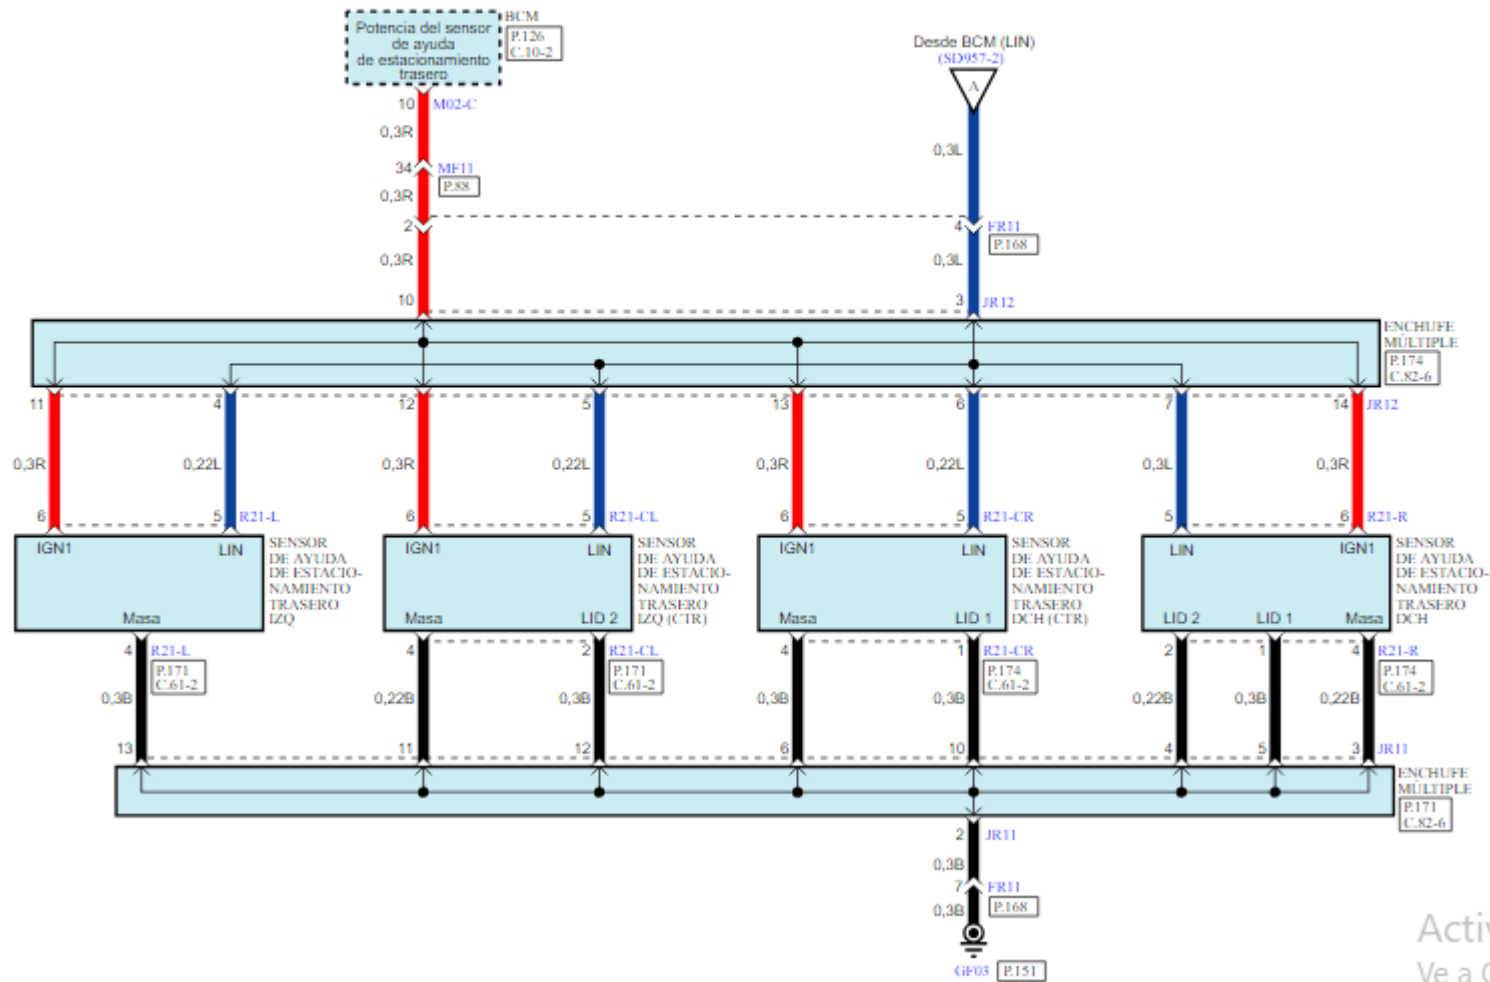 Potencia del sensor
de ayuda
de estacionamiento
trasero
BCM
P.126
C.10-2
Desde BCM (LIN)
(SD957-2)
A
10 M02-C
0,3R
0,3L
34 MF11
P.88
0,3R
2
4 FR11
P.168
0,3R
0,3L
10
3 JR12
ENCHUFE
MÚLTIPLE
P.174
C.82-6
11 4 12 5 13 6 7 14 JR12
0,3R 0,22L 0,3R 0,22L 0,3R 0,22L 0,3L 0,3R
6 5 R21-L 6 5 R21-CL 6 5 R21-CR 5 6 R21-R
IGN1 LIN
Masa
SENSOR
DE AYUDA
DE ESTACIO-
NAMIENTO
TRASERO
IZQ
IGN1 LIN
Masa LID 2
SENSOR
DE AYUDA
DE ESTACIO-
NAMIENTO
TRASERO
IZQ (CTR)
IGN1 LIN
Masa LID 1
SENSOR
DE AYUDA
DE ESTACIO-
NAMIENTO
TRASERO
DCH (CTR)
LIN IGN1
LID 2 LID 1 Masa
SENSOR
DE AYUDA
DE ESTACIO-
NAMIENTO
TRASERO
DCH
4 R21-L
P.171
C.61-2
4 2 R21-CL
P.171
C.61-2
4 1 R21-CR
P.174
C.61-2
2 1 4 R21-R
P.174
C.61-2
0,3B 0,22B 0,3B 0,3B 0,3B 0,22B 0,3B 0,22B
13 11 12 6 10 4 5 3 JR11
ENCHUFE
MÚLTIPLE
P.171
C.82-6
2 JR11
0,3B
7 FR11
P.168
0,3B
GF03 P.151
Activ
Ve a C